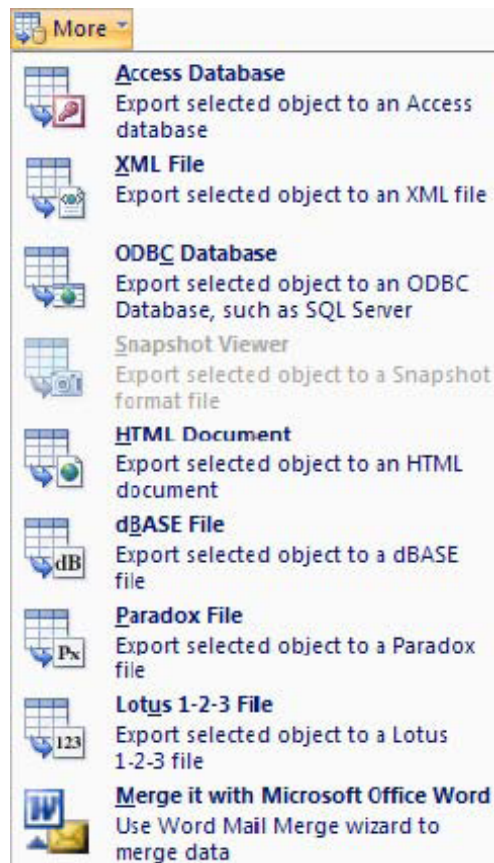 More
Access Database
Export selected object to an Access
database
XML File
Export selected object to an XML file
ODBC Database
Export selected object to an ODBC
Database, such as SQL Server
Snapshot Viewer
Export selected object to a Snapshot
format file
HTML Document
Export selected object to an HTML
document
dBASE File
Export selected object to a dBASE
file
dB
Paradox File
Export selected object to a Paradox
file
Px
Lotus 1-2-3 File
Export selected object to a Lotus
1-2-3 file
123
Merge it with Microsoft Office Word
Use Word Mail Merge wizard to
merge data
W